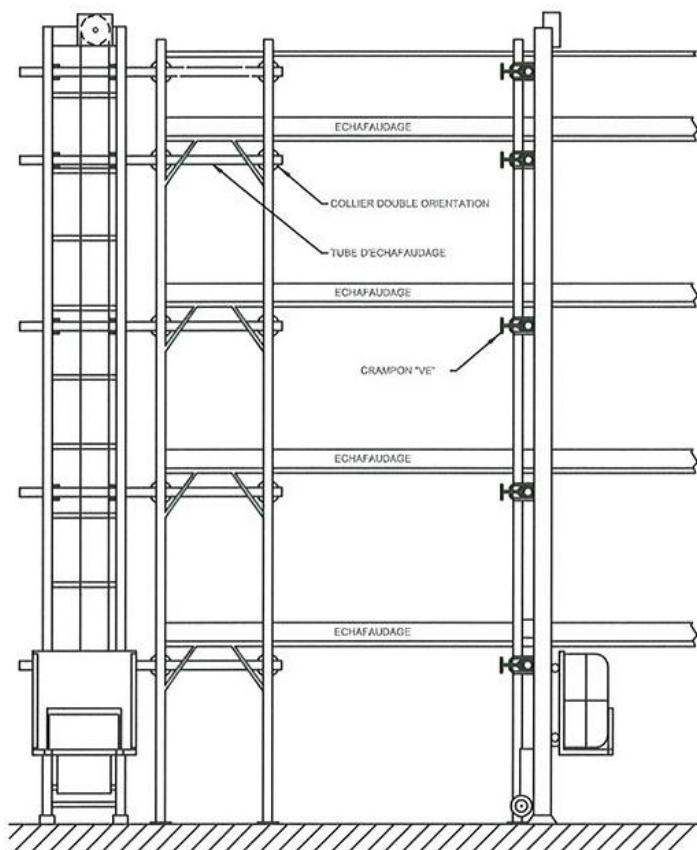 ECHAFAUDAGE
COLLIER DOUBLE ORIENTATION
TUBE D'ECHAFAUDAGE
ECHAFAUDAGE
CRAMPON "VE"
ECHAFAUDAGE
ECHAFAUDAGE